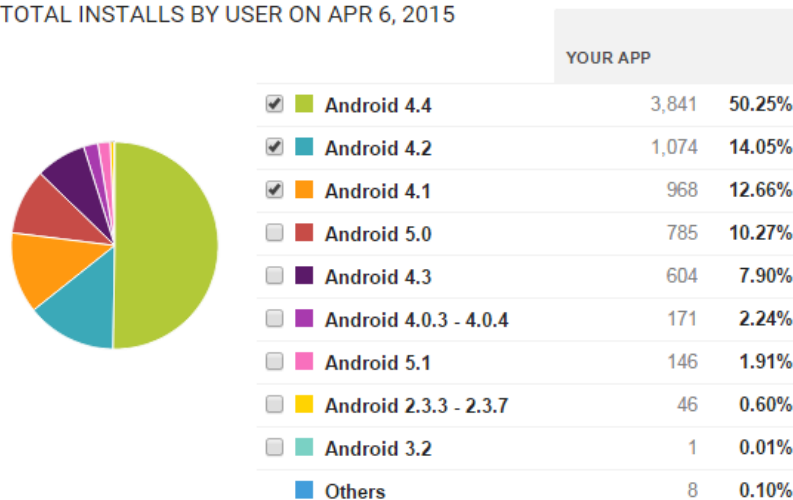 TOTAL INSTALLS BY USER ON APR 6, 2015
YOUR APP
Android 4.4 3,841 50.25%
Android 4.2 1,074 14.05%
Android 4.1 968 12.66%
Android 5.0 785 10.27%
Android 4.3 604 7.90%
Android 4.0.3 - 4.0.4 171 2.24%
Android 5.1 146 1.91%
Android 2.3.3 - 2.3.7 46 0.60%
Android 3.2 1 0.01%
Others 8 0.10%